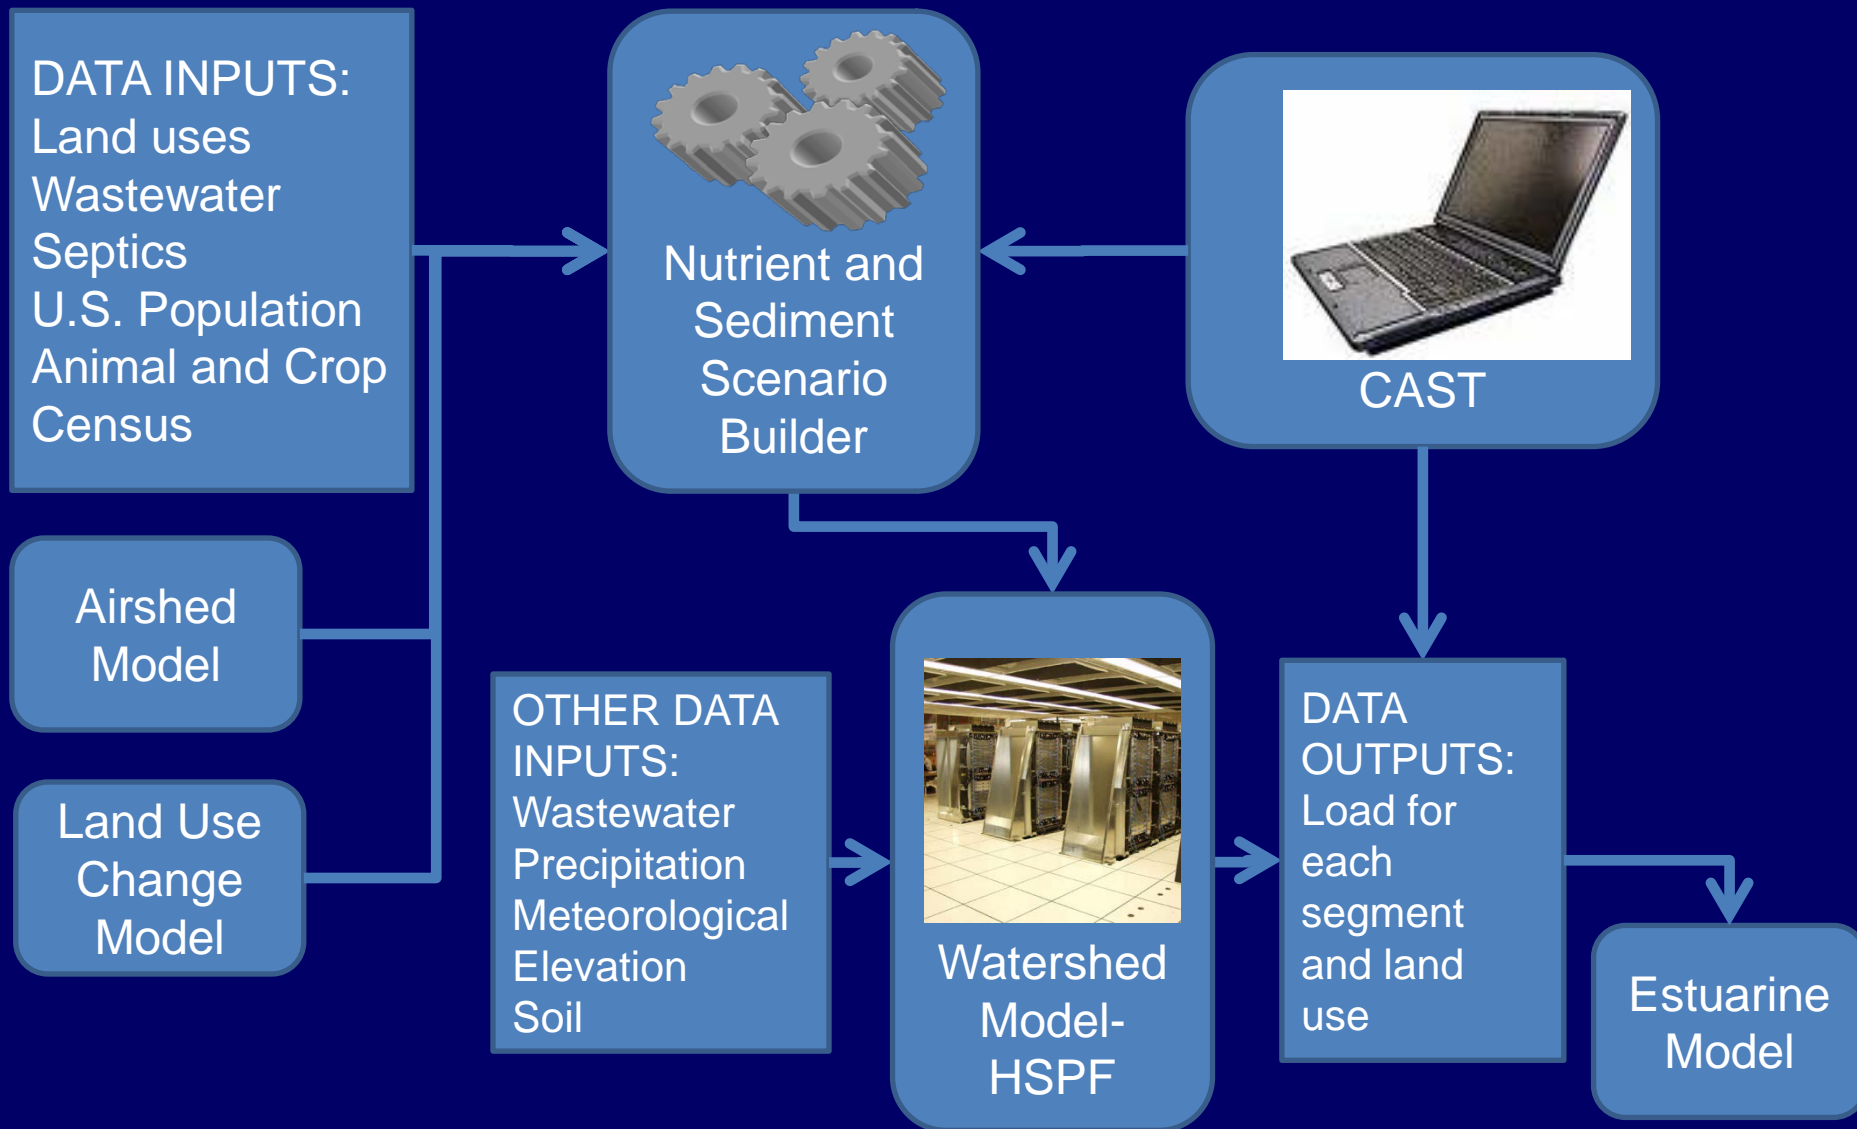 DATA INPUTS:
Land uses
Wastewater
Septics
U.S. Population
Animal and Crop
Census
Nutrient and
Sediment
Scenario
Builder
CAST
Airshed
Model
Land Use
Change
Model
OTHER DATA
INPUTS:
Wastewater
Precipitation
Meteorological
Elevation
Soil
Watershed
Model-
HSPF
DATA
OUTPUTS:
Load for
each
segment
and land
use
Estuarine
Model